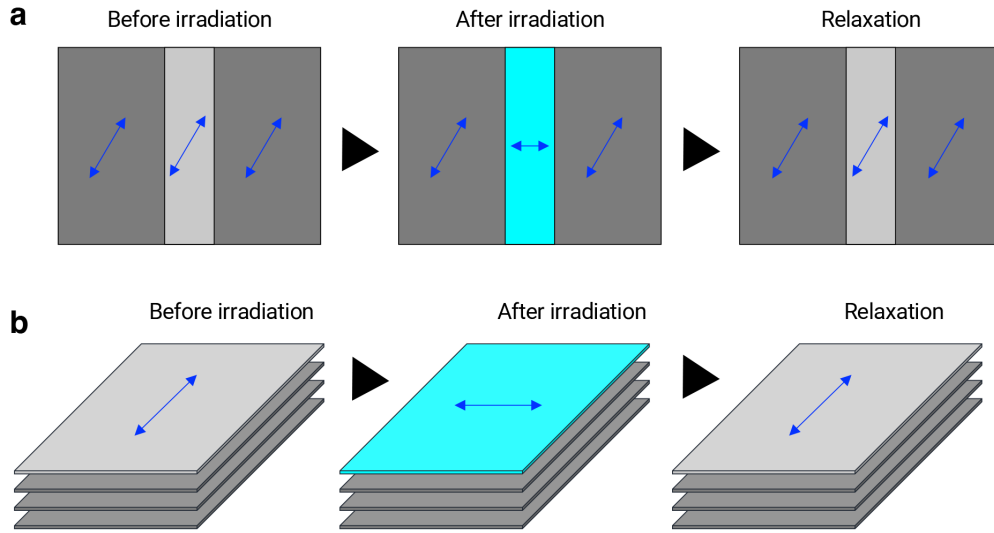 a
Before irradiation
After irradiation
Relaxation
b
Before irradiation
After irradiation
Relaxation